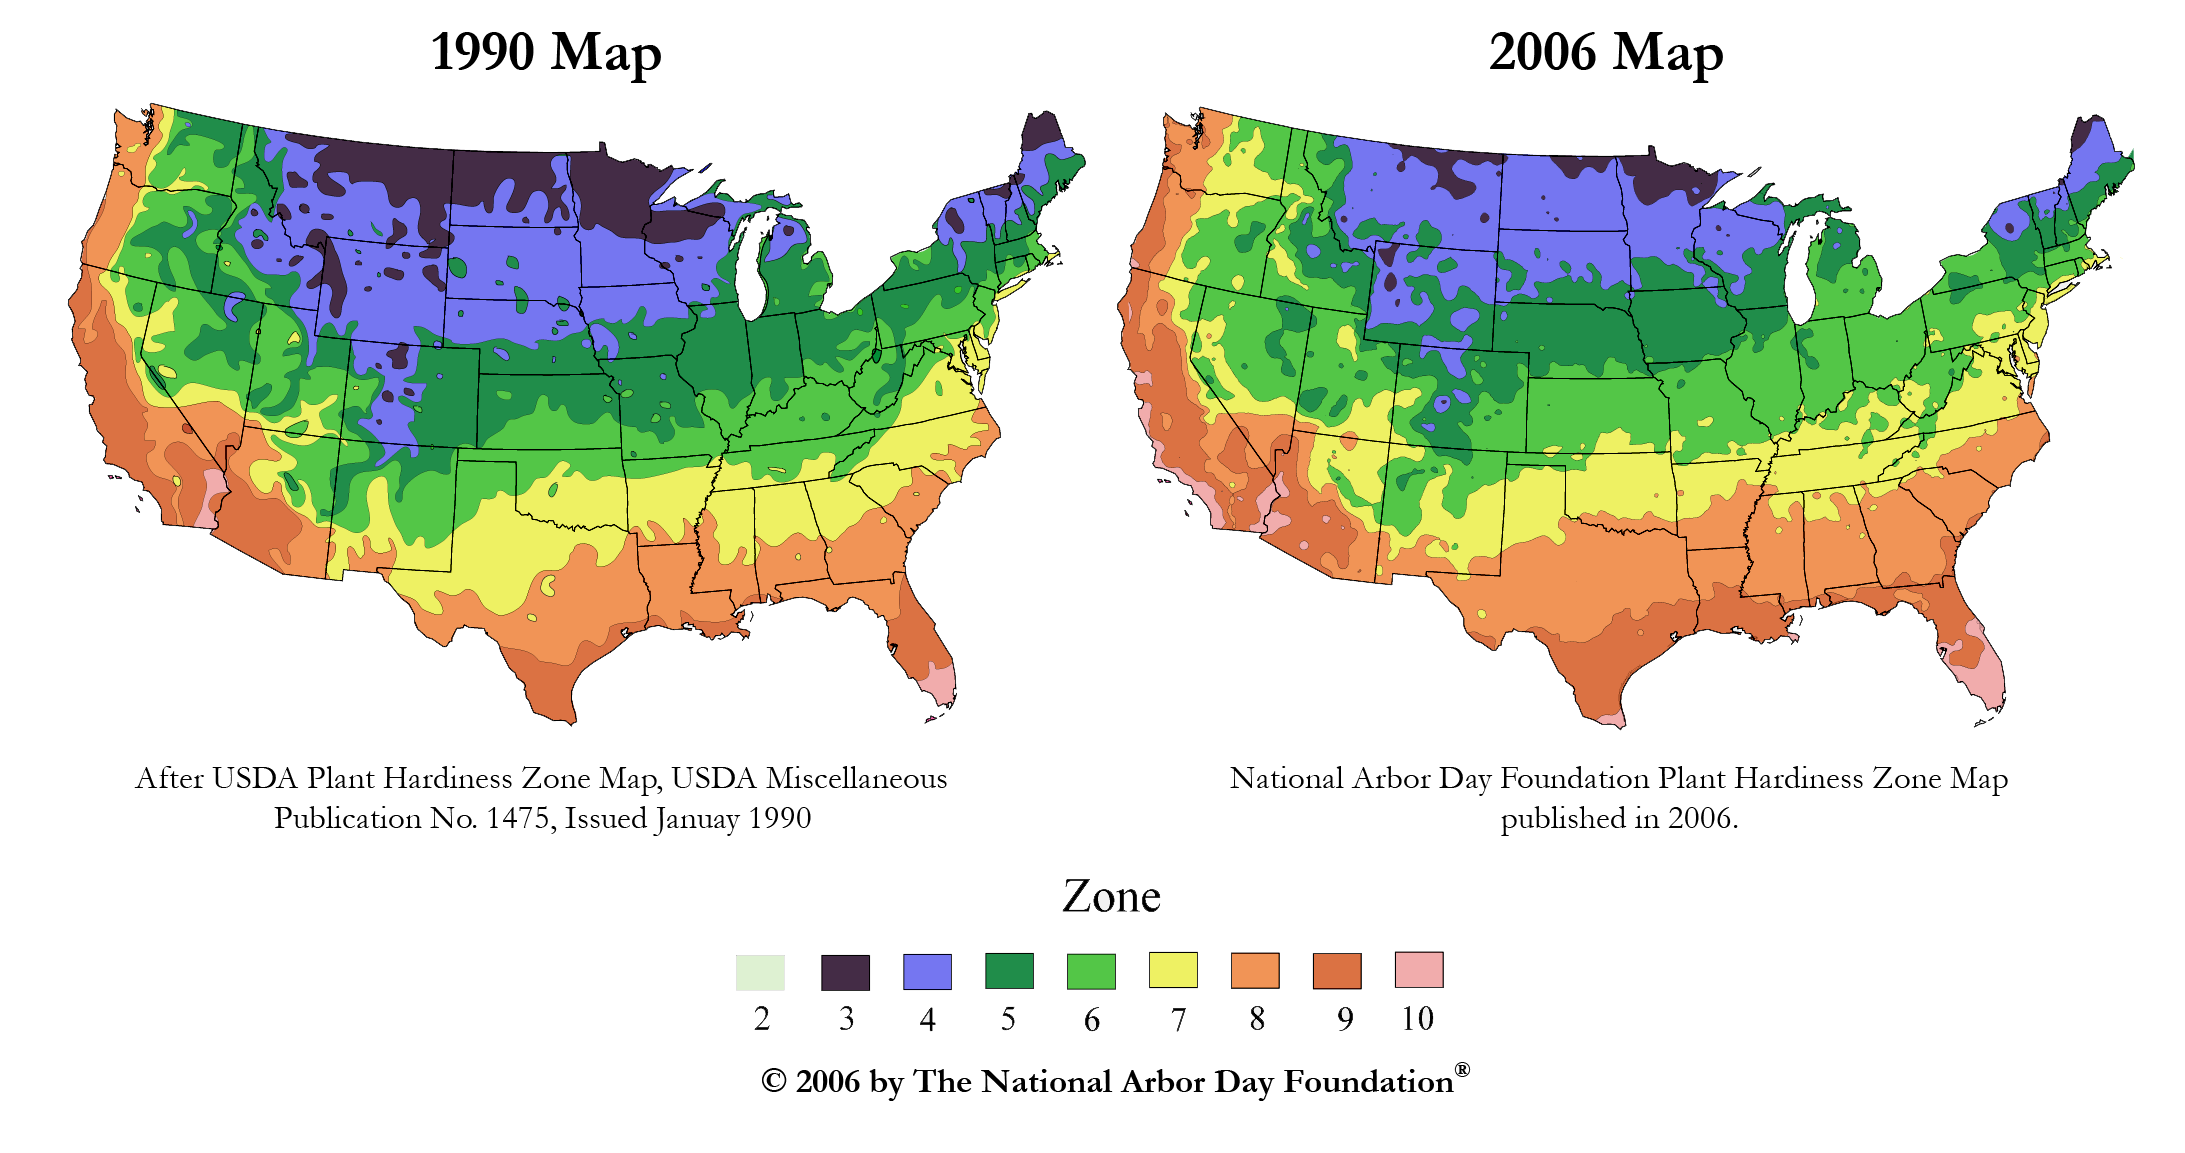 1990 Map
2006 Map
After USDA Plant Hardiness Zone Map, USDA Miscellaneous
Publication No. 1475, Issued Januay 1990
National Arbor Day Foundation Plant Hardiness Zone Map
published in 2006.
Zone
2 3 4 5 6 7 8 9 10
© 2006 by The National Arbor Day Foundation®